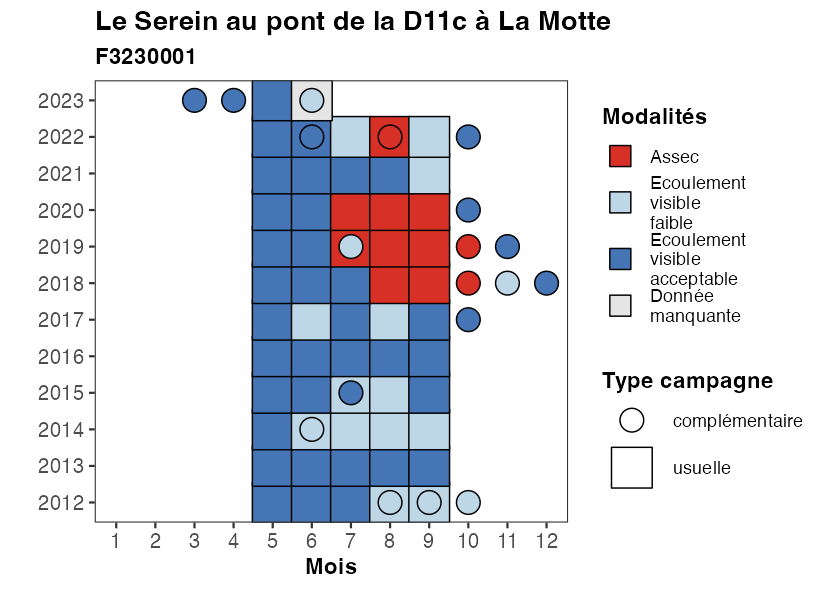 Le Serein au pont de la D11c à La Motte
F3230001
2023
2022
2021
2020
2019
2018
2017
2016
2015
2014
2013
2012
1 2 3 4 5 6 7 8 9 10 11 12
Mois
Modalités
Assec
Ecoulement
visible
faible
Ecoulement
visible
acceptable
Donnée
manquante
Type campagne
complémentaire
usuelle